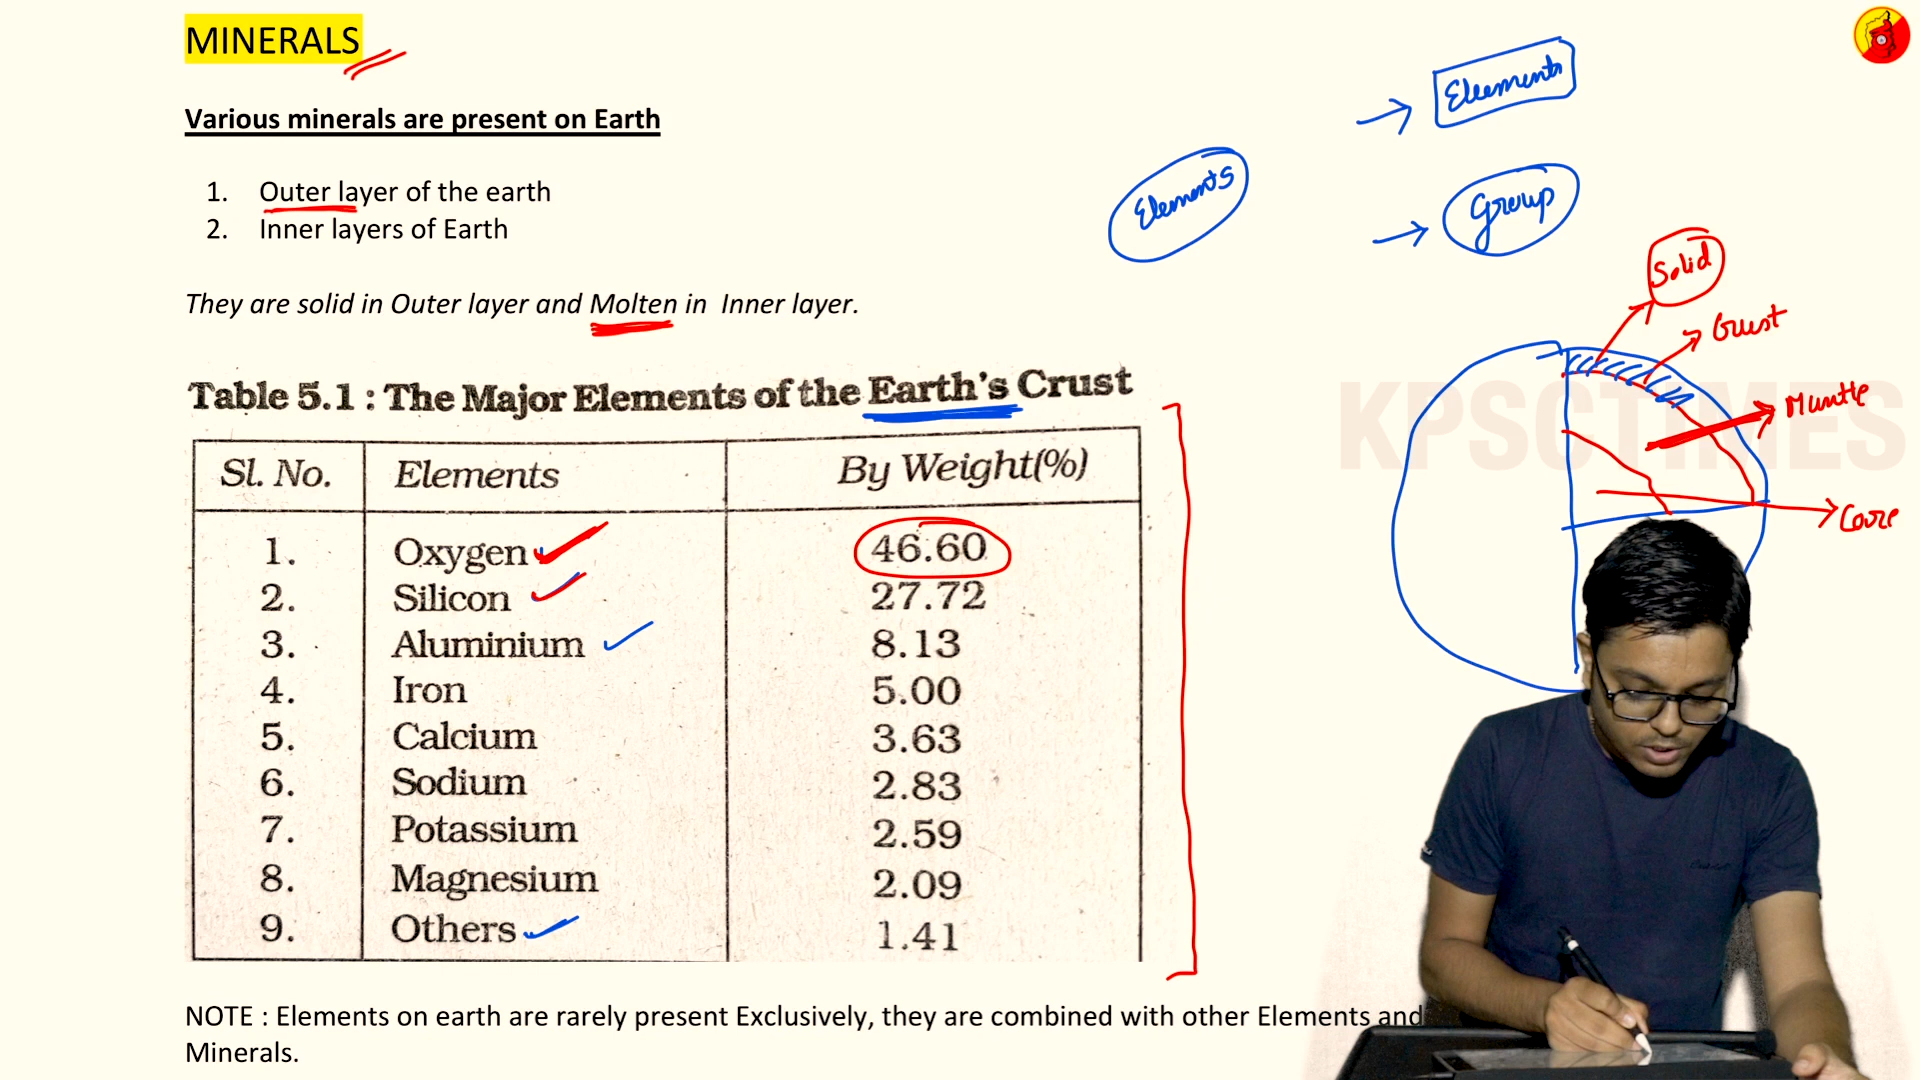 MINERALS
Various minerals are present on Earth
1. Outer layer of the earth
2. Inner layers of Earth
They are solid in Outer layer and Molten in Inner layer.
Table 5.1 : The Major Elements of the Earth's Crust
Sl. No. Elements By Weight(%)
1. Oxygen 46.60
2. Silicon 27.72
3. Aluminium 8.13
4. Iron 5.00
5. Calcium 3.63
6. Sodium 2.83
7. Potassium 2.59
8. Magnesium 2.09
9. Others 1.41
NOTE : Elements on earth are rarely present Exclusively, they are combined with other Elements and
Minerals.
Elements
Elements
Group
Solid
Crust
Mantle
Core
KPSCTIMES